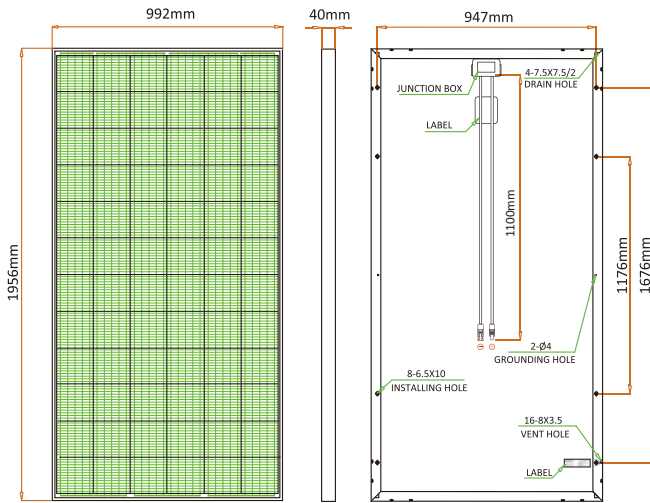 992mm
40mm
947mm
1956mm
4-7.5X7.5/2
DRAIN HOLE
JUNCTION BOX
LABEL
1100mm
1176mm
1676mm
2-Ø4
GROUNDING HOLE
8-6.5X10
INSTALLING HOLE
16-8X3.5
VENT HOLE
LABEL